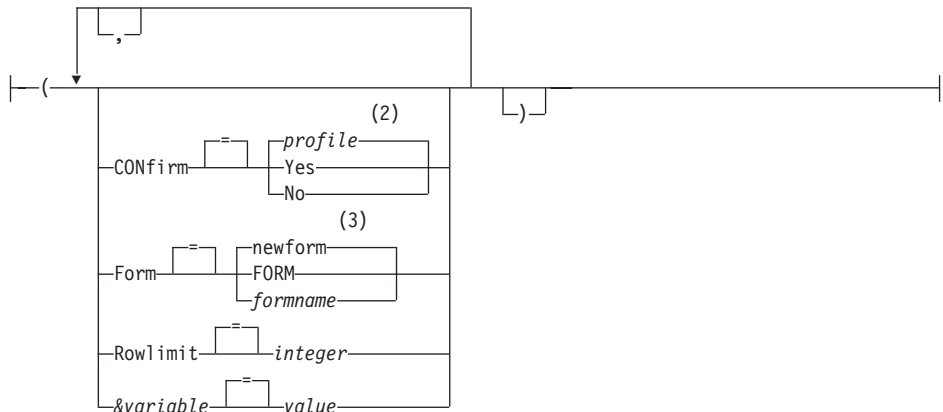 ,
( )
(2)
CONfirm = profile
Yes
No
(3)
Form = newform
FORM
formname
Rowlimit = integer
&variable = value